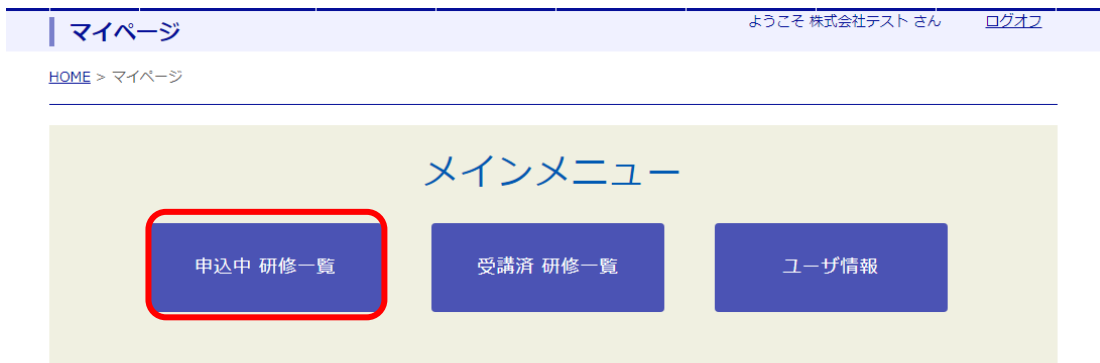 マイページ
ようこそ 株式会社テスト さん ログオフ
HOME > マイページ
メインメニュー
申込中 研修一覧
受講済 研修一覧
ユーザ情報